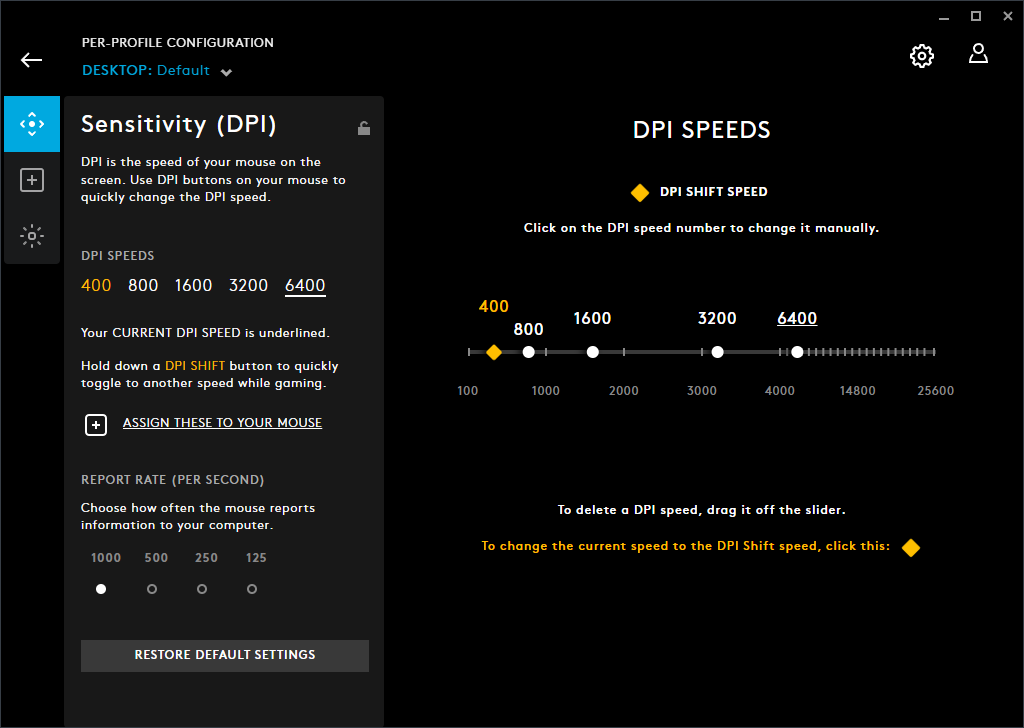 PER-PROFILE CONFIGURATION
DESKTOP: Default
Sensitivity (DPI)
DPI is the speed of your mouse on the
screen. Use DPI buttons on your mouse to
quickly change the DPI speed.
DPI SPEEDS
400 800 1600 3200 6400
Your CURRENT DPI SPEED is underlined.
Hold down a DPI SHIFT button to quickly
toggle to another speed while gaming.
ASSIGN THESE TO YOUR MOUSE
REPORT RATE (PER SECOND)
Choose how often the mouse reports
information to your computer.
1000 500 250 125
RESTORE DEFAULT SETTINGS
DPI SPEEDS
DPI SHIFT SPEED
Click on the DPI speed number to change it manually.
400 800 1600 3200 6400
100 1000 2000 3000 4000 14800 25600
To delete a DPI speed, drag it off the slider.
To change the current speed to the DPI Shift speed, click this: